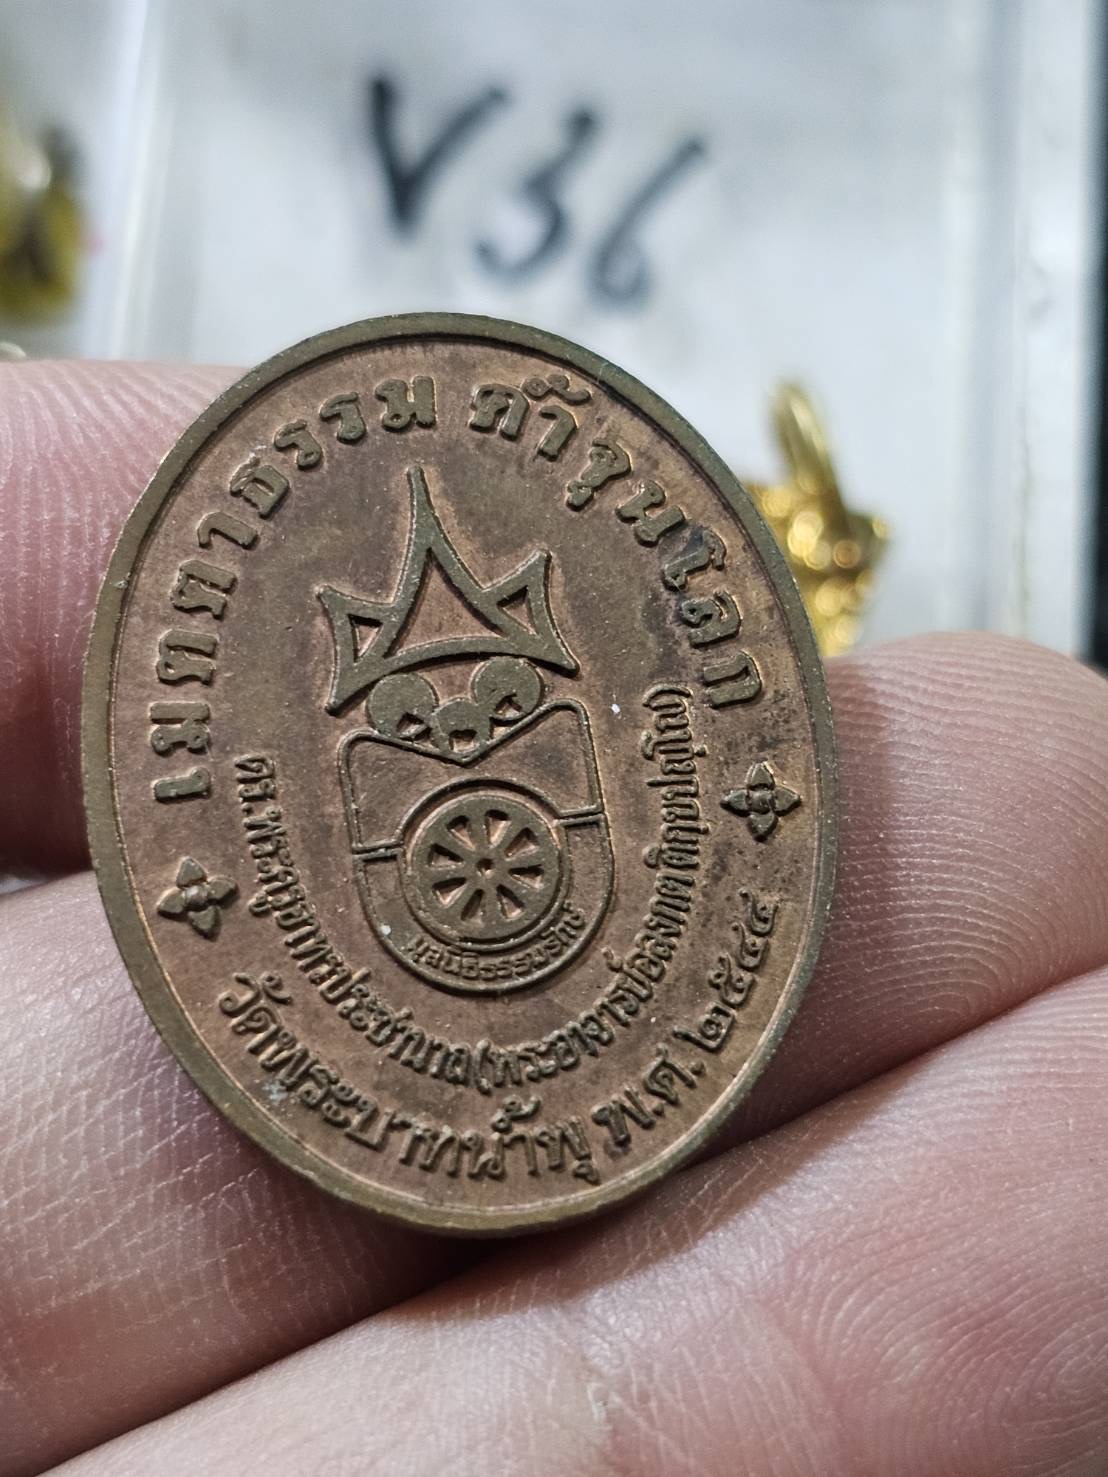 V36
เมตตาธรรม ค้ำจุนโลก
มูลนิธิธรรมรักษ์
ดร.พระครูอาทรประชานาถ(พระอาจารย์อลงกต ติกฺขปญฺโญ)
วัดพระบาทน้ำพุ พ.ศ. ๒๕๔๔